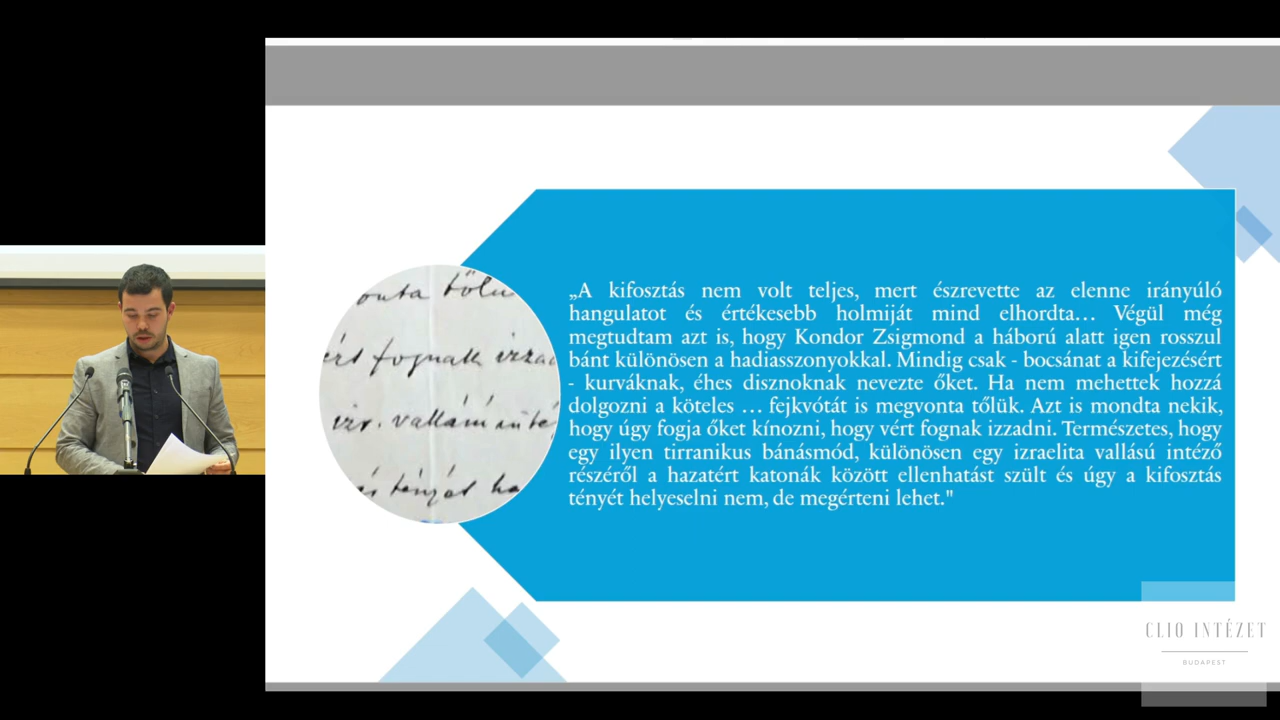 onta tőlü
ért fognak izzad
izr. vallású inté
és tényét he
„A kifosztás nem volt teljes, mert észrevette az elenne irányúló
hangulatot és értékesebb holmiját mind elhordta… Végül még
megtudtam azt is, hogy Kondor Zsigmond a háború alatt igen rosszul
bánt különösen a hadiasszonyokkal. Mindig csak - bocsánat a kifejezésért
- kurváknak, éhes disznoknak nevezte őket. Ha nem mehettek hozzá
dolgozni a köteles … fejkvótát is megvonta tőlük. Azt is mondta nekik,
hogy úgy fogja őket kínozni, hogy vért fognak izzadni. Természetes, hogy
egy ilyen tirranikus bánásmód, különösen egy izraelita vallású intéző
részéről a hazatért katonák között ellenhatást szült és úgy a kifosztás
tényét helyeselni nem, de megérteni lehet."
CLIO INTÉZET
BUDAPEST